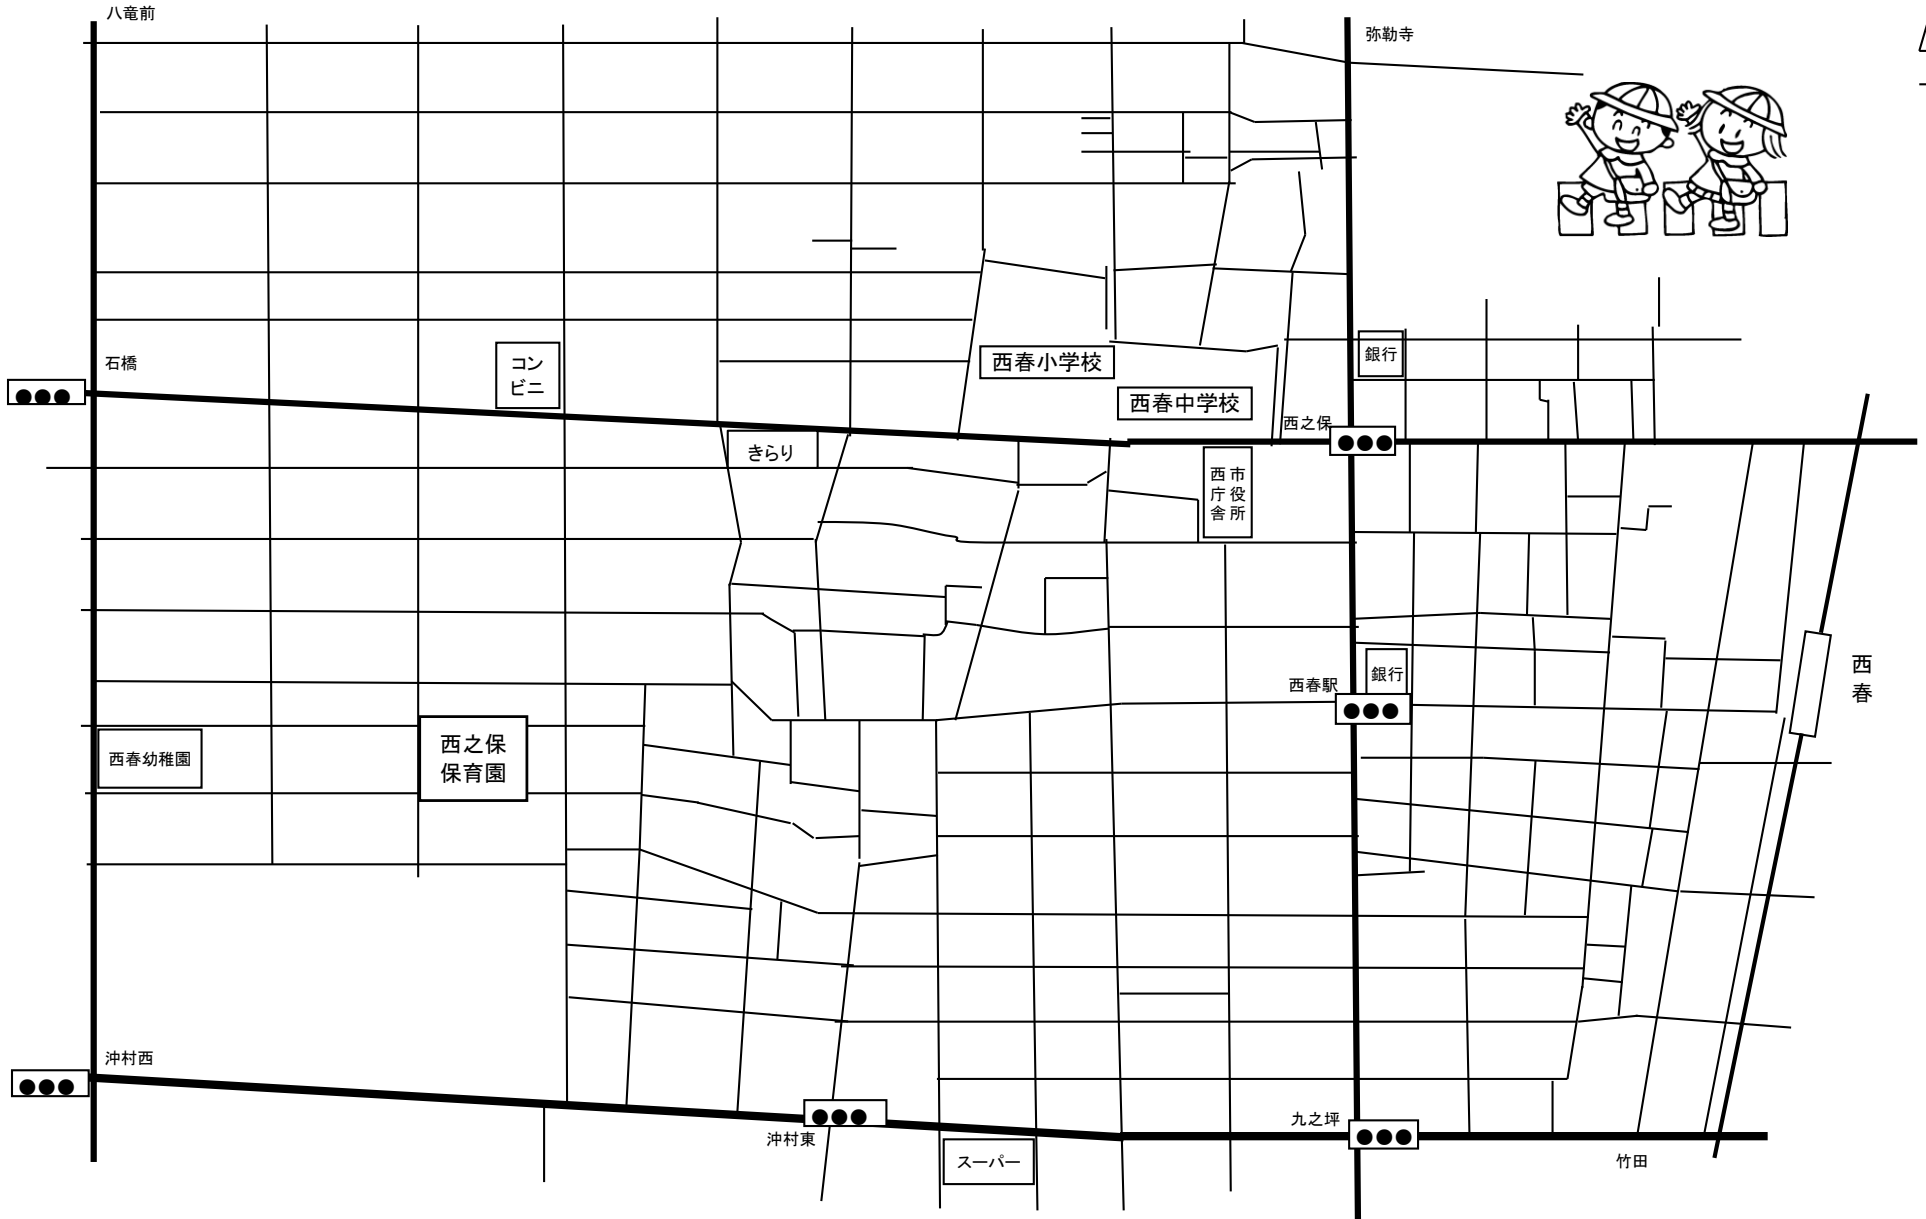 八竜前
弥勒寺
石橋
コン
ビニ
西春小学校
銀行
西春中学校
西之保
きらり
市役所
西庁舎
西春
銀行
西春駅
西春幼稚園
西之保
保育園
沖村西
沖村東
九之坪
スーパー
竹田